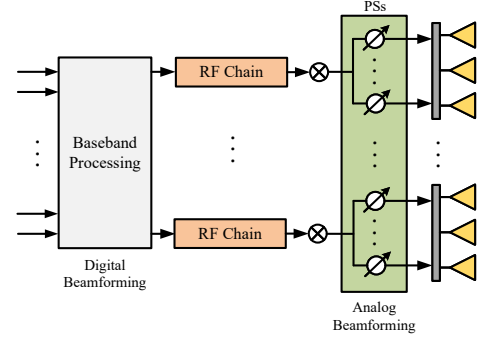 PSs
RF Chain
Baseband
Processing
RF Chain
Digital
Beamforming
Analog
Beamforming